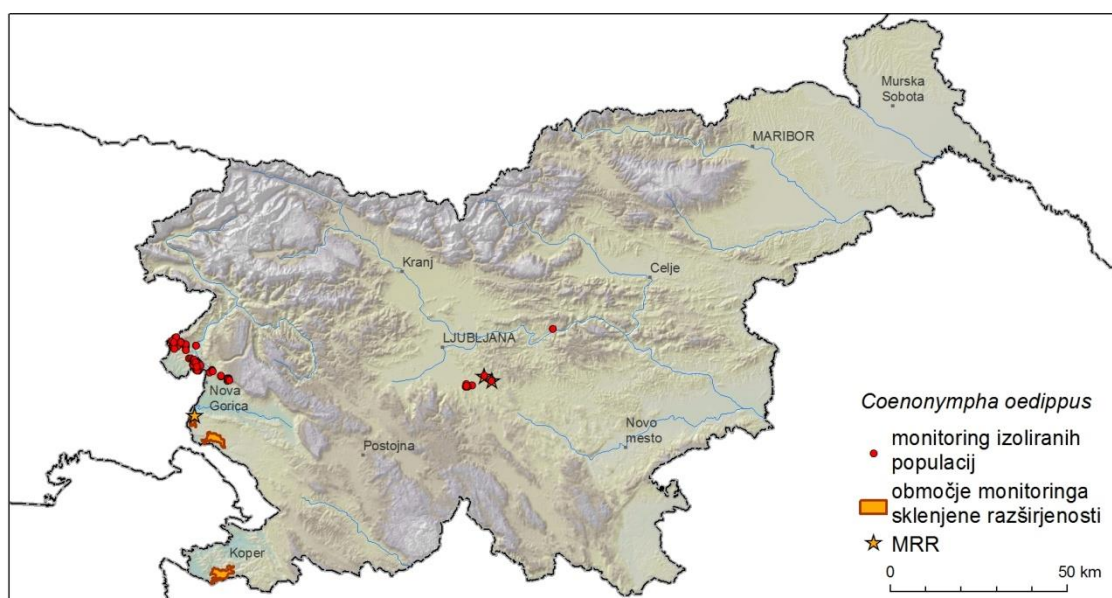 Murska
Sobota
MARIBOR
Kranj
Celje
LJUBLJANA
Nova
Gorica
Novo
mesto
Postojna
Koper
Coenonympha oedippus
monitoring izoliranih
populacij
območje monitoringa
sklenjene razširjenosti
MRR
0 50 km